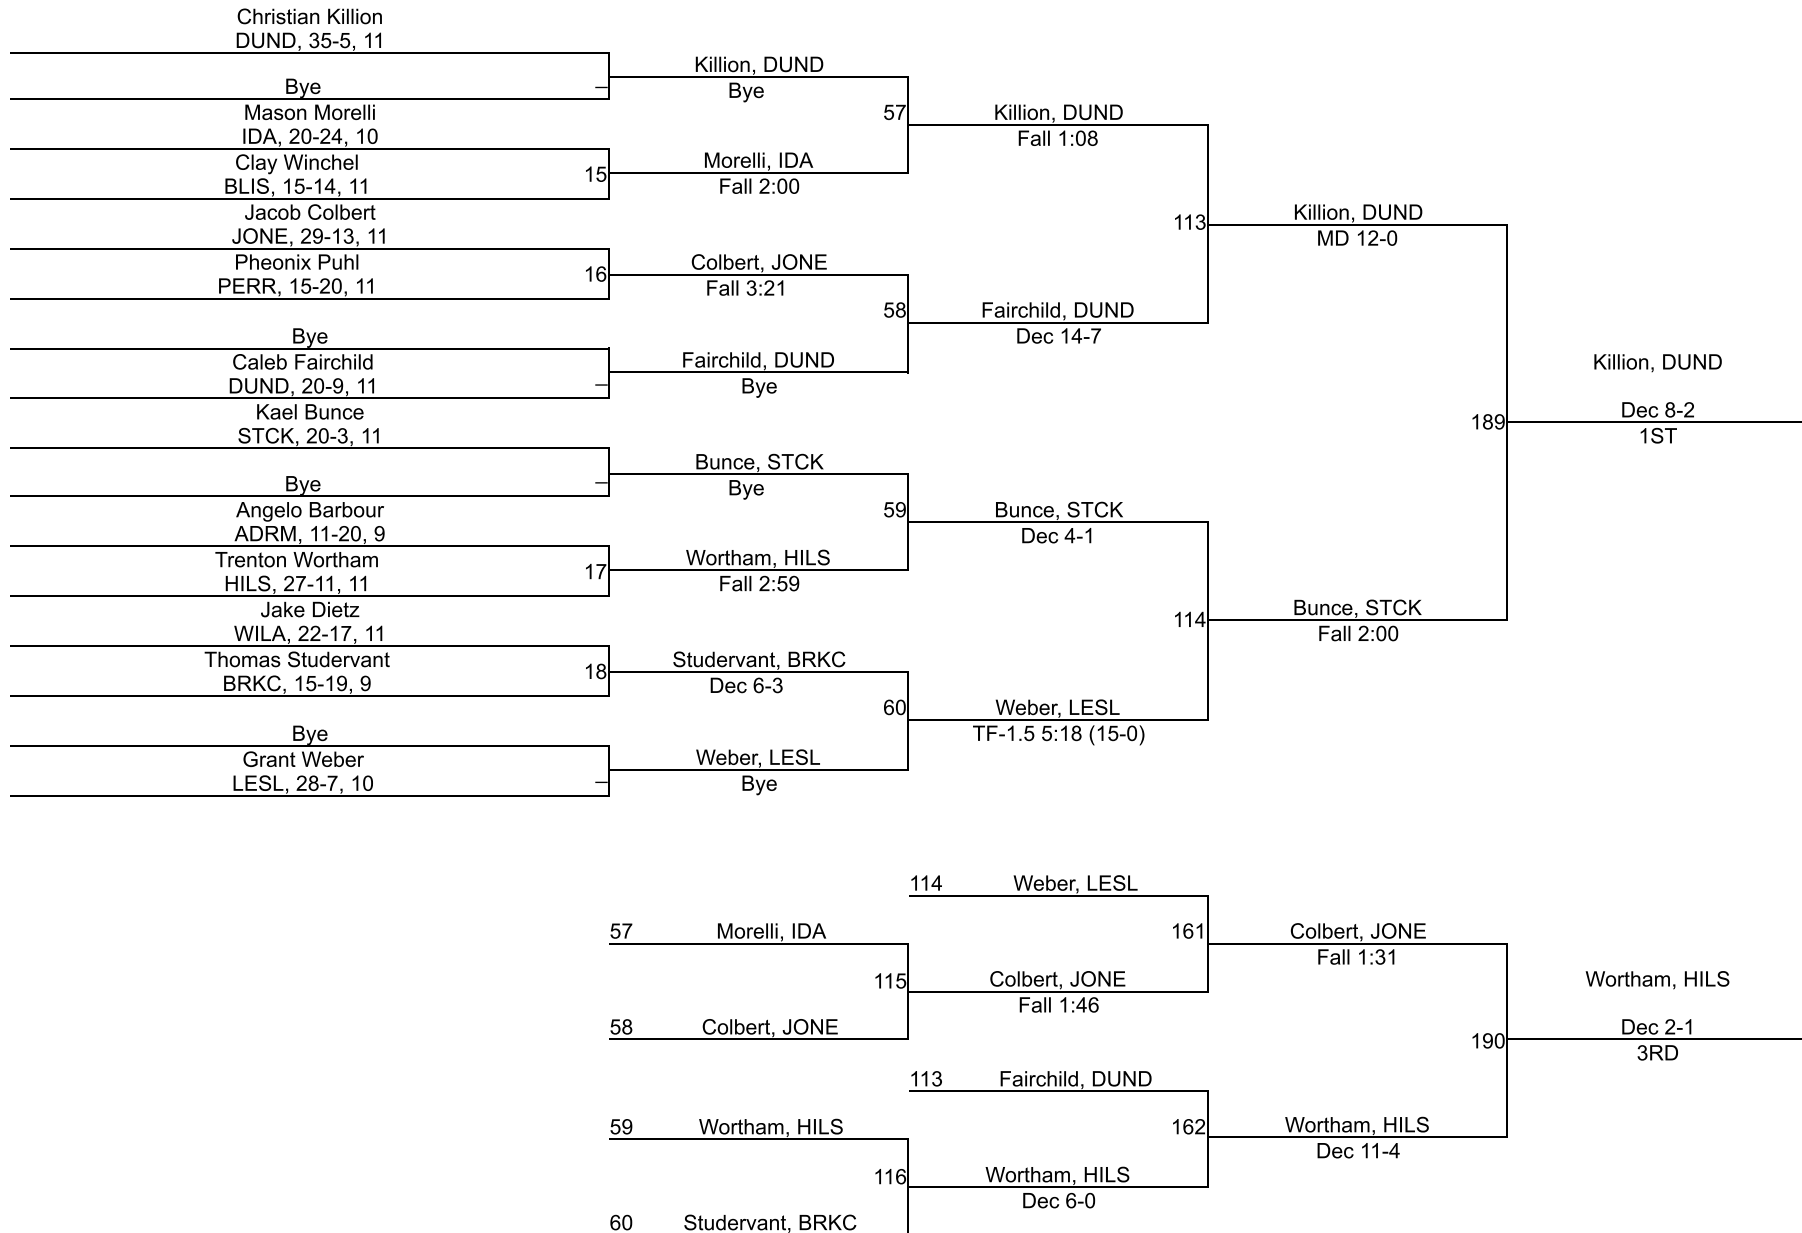 Christian Killion
DUND, 35-5, 11
Bye
–
Mason Morelli
IDA, 20-24, 10
Clay Winchel
BLIS, 15-14, 11
15
Jacob Colbert
JONE, 29-13, 11
Pheonix Puhl
PERR, 15-20, 11
16
Bye
Caleb Fairchild
DUND, 20-9, 11
–
Kael Bunce
STCK, 20-3, 11
Bye
–
Angelo Barbour
ADRM, 11-20, 9
Trenton Wortham
HILS, 27-11, 11
17
Jake Dietz
WILA, 22-17, 11
Thomas Studervant
BRKC, 15-19, 9
18
Bye
Grant Weber
LESL, 28-7, 10
–
Killion, DUND
Bye
57
Morelli, IDA
Fall 2:00
Colbert, JONE
Fall 3:21
58
Fairchild, DUND
Bye
Bunce, STCK
Bye
59
Wortham, HILS
Fall 2:59
Studervant, BRKC
Dec 6-3
60
Weber, LESL
Bye
Killion, DUND
Fall 1:08
113
Fairchild, DUND
Dec 14-7
Bunce, STCK
Dec 4-1
114
Weber, LESL
TF-1.5 5:18 (15-0)
Killion, DUND
MD 12-0
189
Bunce, STCK
Fall 2:00
Killion, DUND
Dec 8-2
1ST
114 Weber, LESL
57 Morelli, IDA
161
115
Colbert, JONE
Fall 1:46
58 Colbert, JONE
Colbert, JONE
Fall 1:31
113 Fairchild, DUND
59 Wortham, HILS
162
116
Wortham, HILS
Dec 6-0
60 Studervant, BRKC
Wortham, HILS
Dec 11-4
190
Wortham, HILS
Dec 2-1
3RD